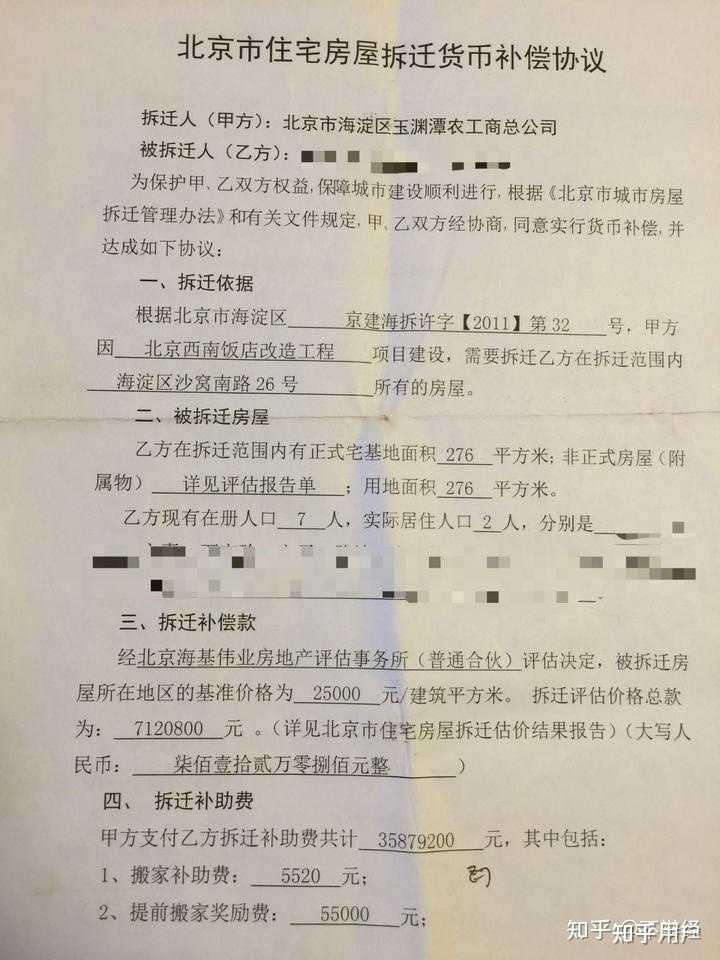 北京市住宅房屋拆迁货币补偿协议
拆迁人（甲方）：北京市海淀区玉渊潭农工商总公司
被拆迁人（乙方）：
为保护甲、乙双方权益，保障城市建设顺利进行，根据《北京市城市房屋
拆迁管理办法》和有关文件规定，甲、乙双方经协商，同意实行货币补偿，并
达成如下协议：
一、拆迁依据
根据北京市海淀区 京建海拆许字【2011】第32 号，甲方
因 北京西南饭店改造工程 项目建设，需要拆迁乙方在拆迁范围内
海淀区沙窝南路26号 所有的房屋。
二、被拆迁房屋
乙方在拆迁范围内有正式宅基地面积 276 平方米；非正式房屋（附
属物） 详见评估报告单 ；用地面积 276 平方米。
乙方现有在册人口 7 人，实际居住人口 2 人，分别是
三、拆迁补偿款
经北京海基伟业房地产评估事务所（普通合伙）评估决定，被拆迁房
屋所在地区的基准价格为 25000 元/建筑平方米。 拆迁评估价格总款
为： 7120800 元 。（详见北京市住宅房屋拆迁估价结果报告）（大写人
民币： 柒佰壹拾贰万零捌佰元整 ）
四、 拆迁补助费
甲方支付乙方拆迁补助费共计 35879200 元，其中包括：
1、搬家补助费： 5520 元；
2、提前搬家奖励费： 55000 元；
知乎 知乎用户